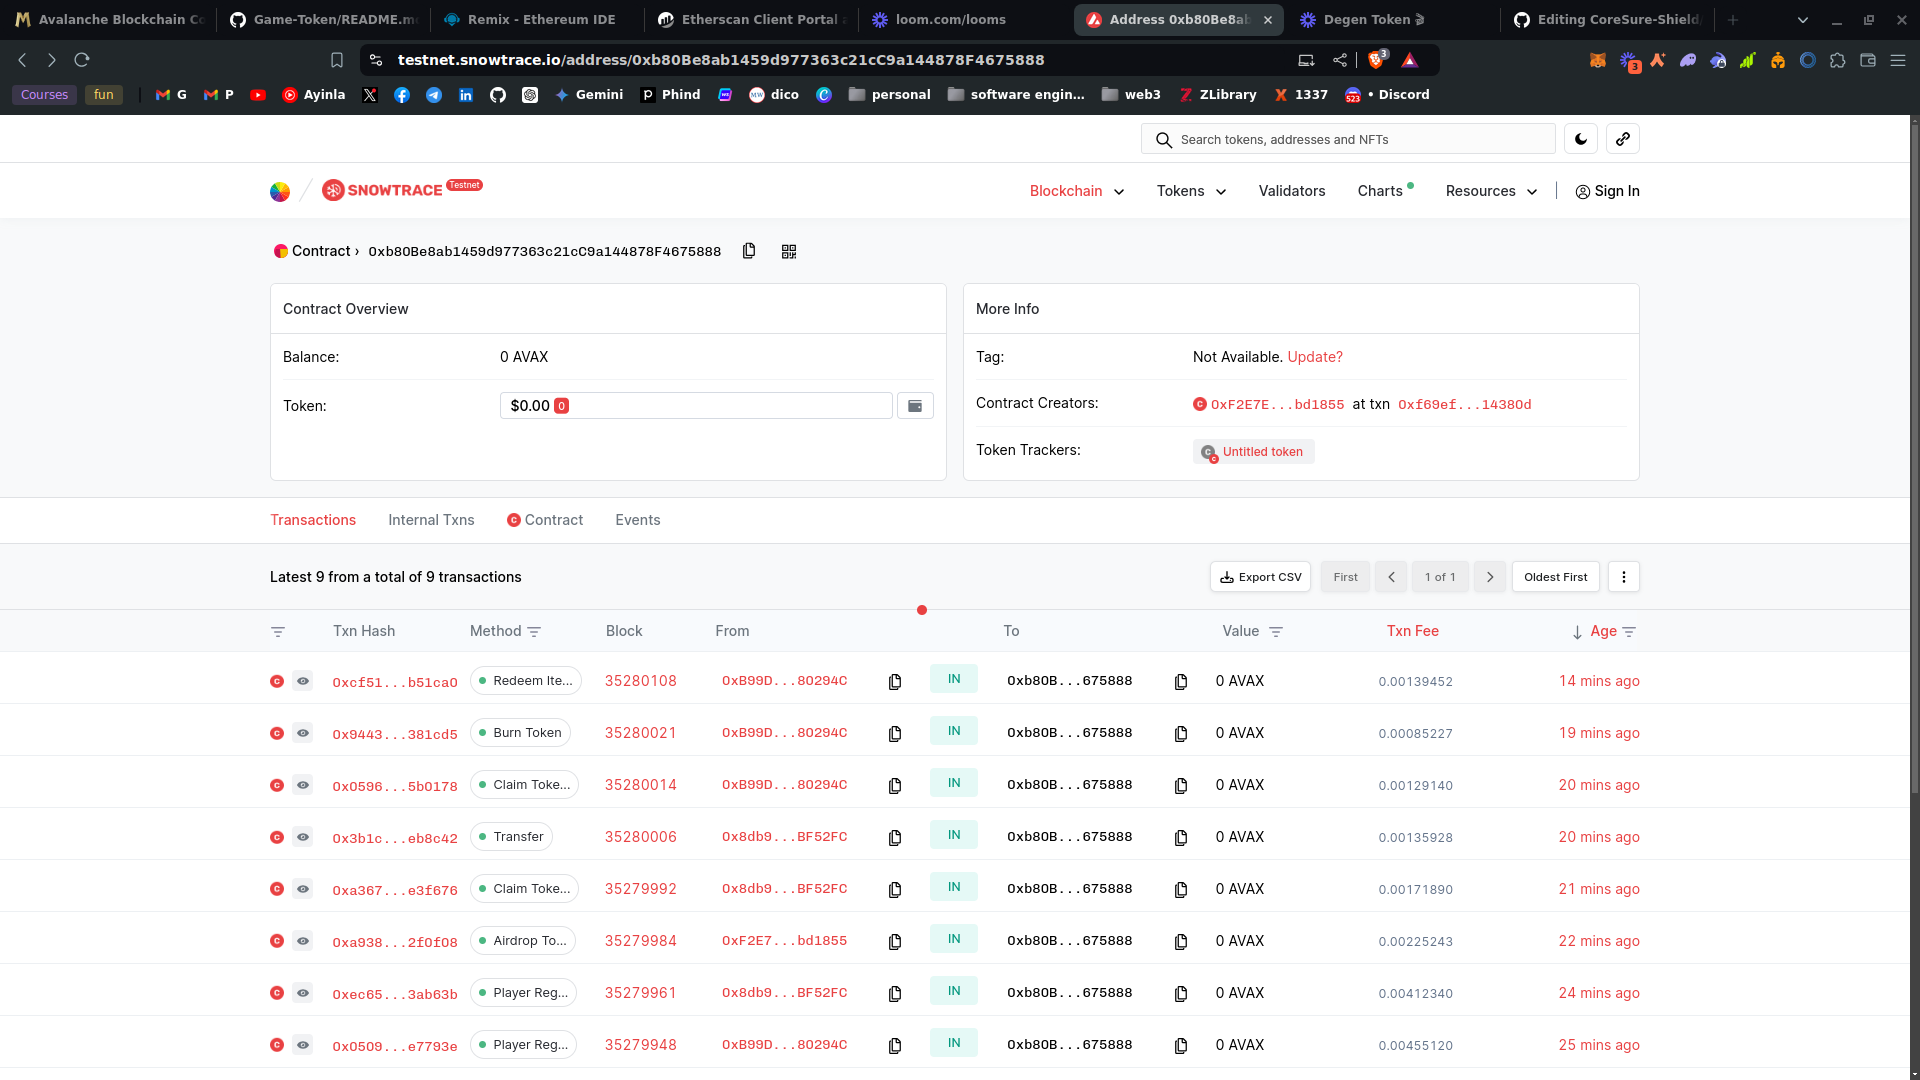 Avalanche Blockchain Co
Game-Token/README.m
Remix - Ethereum IDE
Etherscan Client Portal
loom.com/looms
Address 0xb80Be8ab
Degen Token
Editing CoreSure-Shield
testnet.snowtrace.io/address/0xb80Be8ab1459d977363c21cC9a144878F4675888
3
3
Courses fun G P Ayinla Gemini Phind dico personal software engin... web3 ZLibrary 1337 523 • Discord
Search tokens, addresses and NFTs
SNOWTRACE Testnet
Blockchain Tokens Validators Charts Resources Sign In
Contract › 0xb80Be8ab1459d977363c21cC9a144878F4675888
Contract Overview
Balance: 0 AVAX
Token: $0.00 0
More Info
Tag: Not Available. Update?
Contract Creators: C 0xF2E7E...bd1855 at txn 0xf69ef...14380d
Token Trackers: Untitled token
Transactions Internal Txns C Contract Events
Latest 9 from a total of 9 transactions
Export CSV First 1 of 1 Oldest First
Txn Hash Method Block From To Value Txn Fee Age
C 0xcf51...b51ca0 Redeem Ite... 35280108 0xB99D...80294C IN 0xb80B...675888 0 AVAX 0.00139452 14 mins ago
C 0x9443...381cd5 Burn Token 35280021 0xB99D...80294C IN 0xb80B...675888 0 AVAX 0.00085227 19 mins ago
C 0x0596...5b0178 Claim Toke... 35280014 0xB99D...80294C IN 0xb80B...675888 0 AVAX 0.00129140 20 mins ago
C 0x3b1c...eb8c42 Transfer 35280006 0x8db9...BF52FC IN 0xb80B...675888 0 AVAX 0.00135928 20 mins ago
C 0xa367...e3f676 Claim Toke... 35279992 0x8db9...BF52FC IN 0xb80B...675888 0 AVAX 0.00171890 21 mins ago
C 0xa938...2f0f08 Airdrop To... 35279984 0xF2E7...bd1855 IN 0xb80B...675888 0 AVAX 0.00225243 22 mins ago
C 0xec65...3ab63b Player Reg... 35279961 0x8db9...BF52FC IN 0xb80B...675888 0 AVAX 0.00412340 24 mins ago
C 0x0509...e7793e Player Reg... 35279948 0xB99D...80294C IN 0xb80B...675888 0 AVAX 0.00455120 25 mins ago